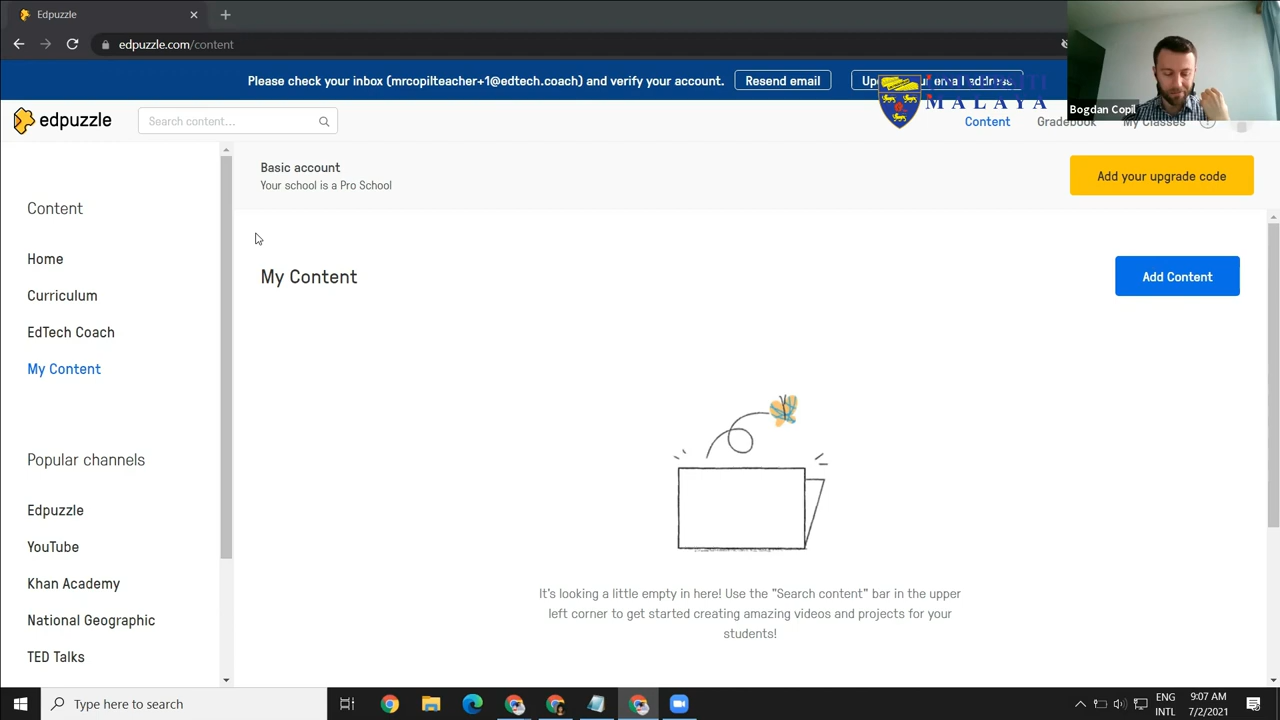 Edpuzzle
edpuzzle.com/content
Please check your inbox (mrcopilteacher+1@edtech.coach) and verify your account.
Resend email
email address
MALAYA
Bogdan Copil
edpuzzle
Search content...
Content
Gradebook
My Classes
Basic account
Your school is a Pro School
Add your upgrade code
Content
Home
Curriculum
EdTech Coach
My Content
My Content
Add Content
Popular channels
Edpuzzle
YouTube
Khan Academy
National Geographic
TED Talks
It's looking a little empty in here! Use the "Search content" bar in the upper
left corner to get started creating amazing videos and projects for your
students!
Type here to search
ENG
INTL
9:07 AM
7/2/2021